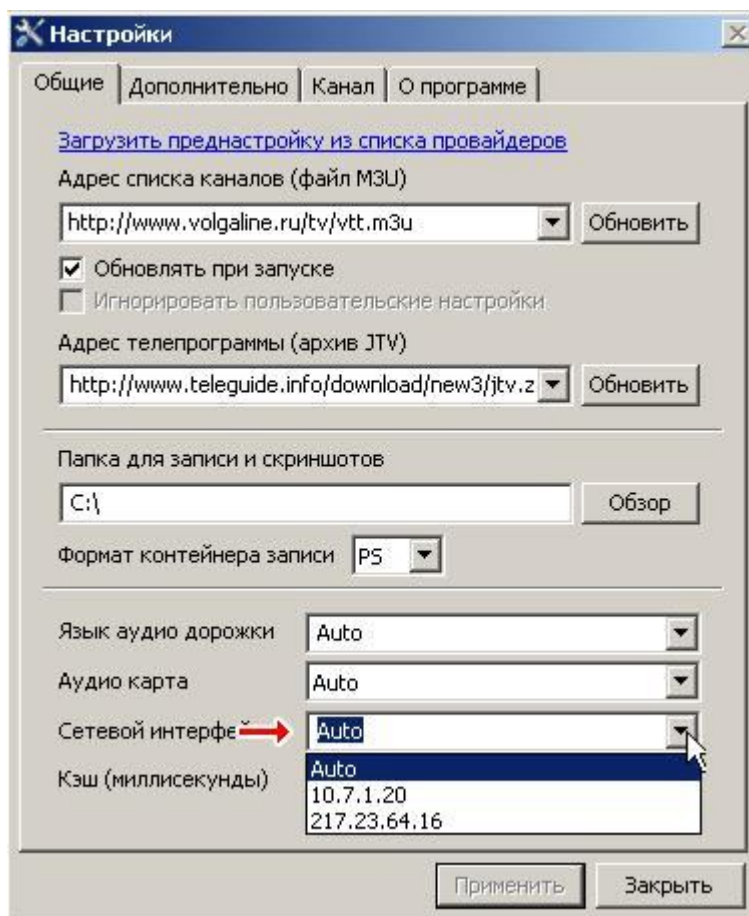 Настройки
Общие Дополнительно Канал О программе
Загрузить преднастройку из списка провайдеров
Адрес списка каналов (файл M3U)
http://www.volgaline.ru/tv/vtt.m3u Обновить
Обновлять при запуске
Игнорировать пользовательские настройки
Адрес телепрограммы (архив JTV)
http://www.teleguide.info/download/new3/jtv.z Обновить
Папка для записи и скриншотов
C:\ Обзор
Формат контейнера записи PS
Язык аудио дорожки Auto
Аудио карта Auto
Сетевой интерфе Auto
Кэш (миллисекунды) Auto
10.7.1.20
217.23.64.16
Применить Закрыть